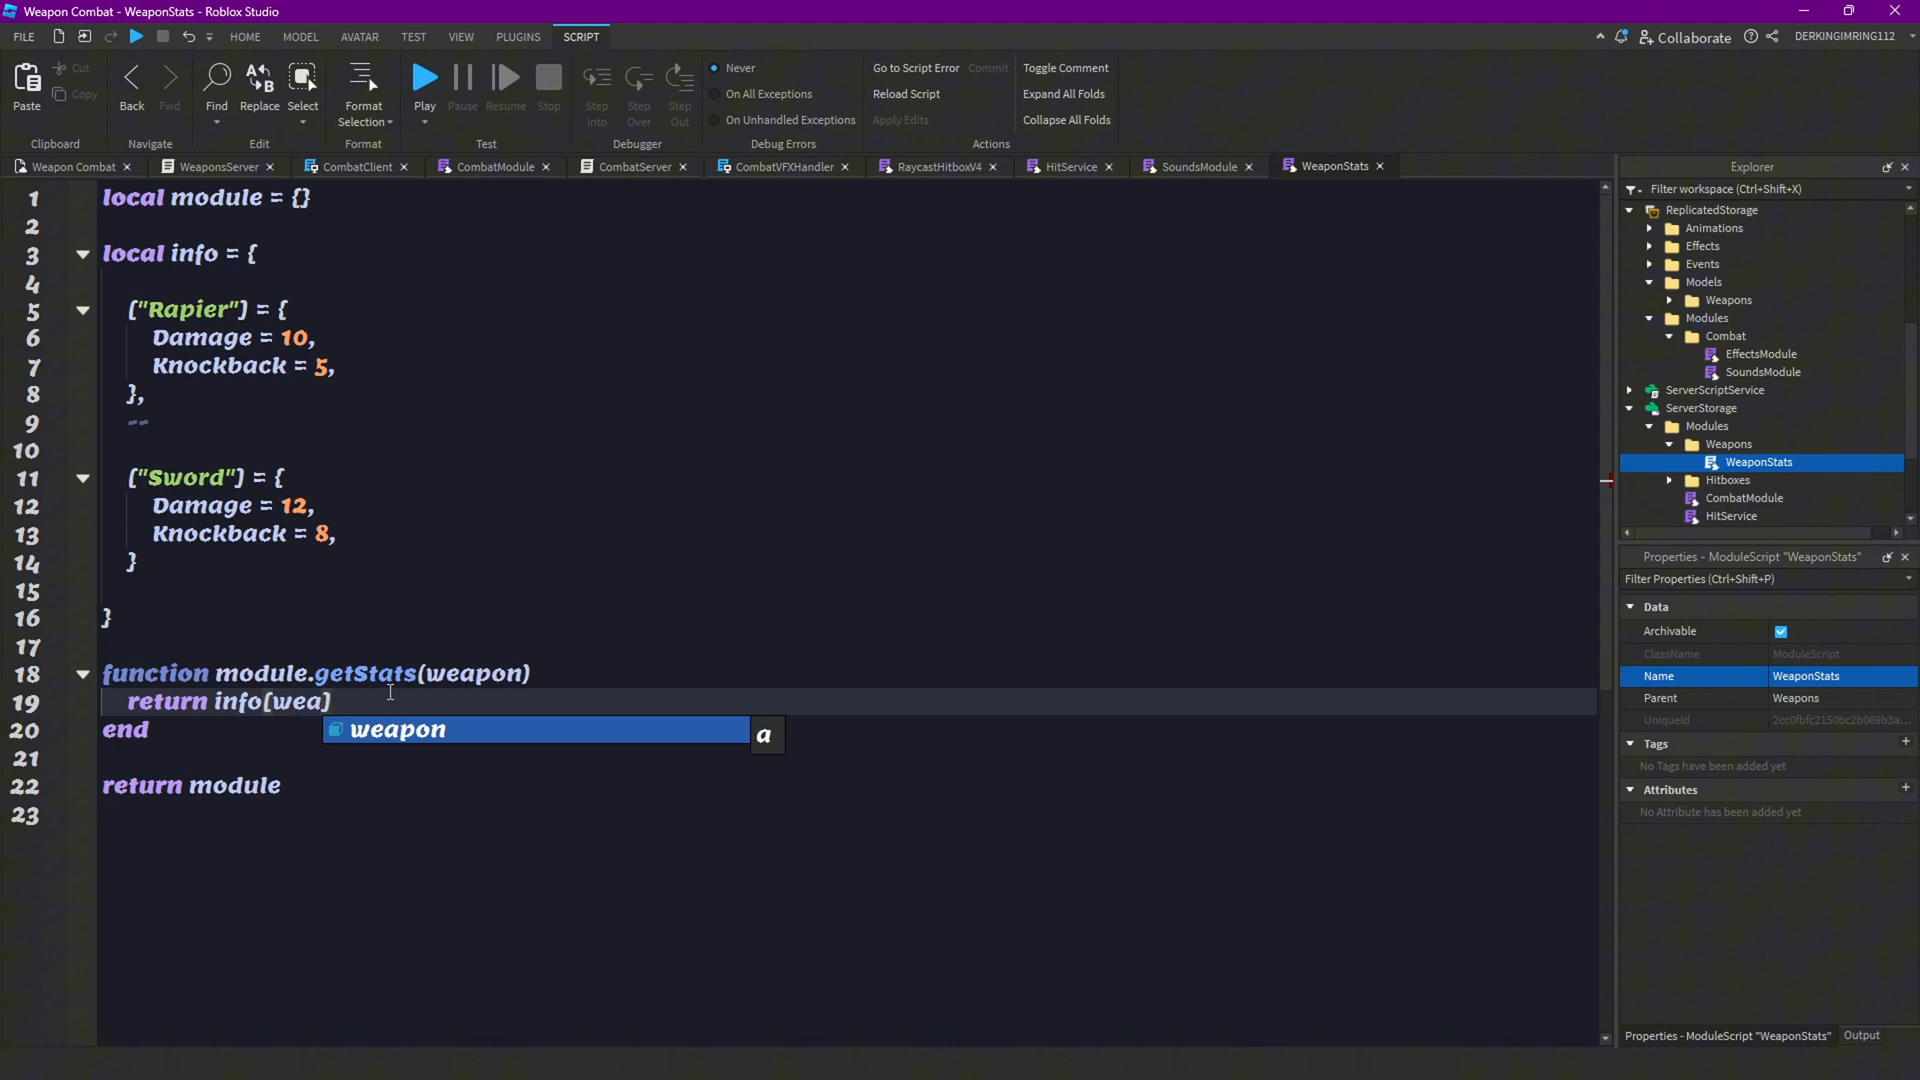 Weapon Combat - WeaponStats - Roblox Studio
FILE HOME MODEL AVATAR TEST VIEW PLUGINS SCRIPT Collaborate DERKINGIMRING112
Paste Cut Copy
Clipboard
Back Fwd
Navigate
Find Replace Select
Edit
Format Selection
Format
Play Pause Resume Stop
Test
Step Into Step Over Step Out
Debugger
Never
On All Exceptions
On Unhandled Exceptions
Debug Errors
Go to Script Error Commit
Reload Script
Apply Edits
Toggle Comment
Expand All Folds
Collapse All Folds
Actions
Weapon Combat WeaponsServer CombatClient CombatModule CombatServer CombatVFXHandler RaycastHitboxV4 HitService SoundsModule WeaponStats
1 local module = {}
2
3 local info = {
4
5 ["Rapier"] = {
6 Damage = 10,
7 Knockback = 5,
8 },
9 --
10
11 ["Sword"] = {
12 Damage = 12,
13 Knockback = 8,
14 }
15
16 }
17
18 function module.getStats(weapon)
19 return info[wea]
20 end
weapon a
21
22 return module
23
Explorer
Filter workspace (Ctrl+Shift+X)
ReplicatedStorage
Animations
Effects
Events
Models
Weapons
Modules
Combat
EffectsModule
SoundsModule
ServerScriptService
ServerStorage
Modules
Weapons
WeaponStats
Hitboxes
CombatModule
HitService
Properties - ModuleScript "WeaponStats"
Filter Properties (Ctrl+Shift+P)
Data
Archivable
ClassName ModuleScript
Name WeaponStats
Parent Weapons
UniqueId 2cc0fbfc2150bc2b069b3a...
Tags
No Tags have been added yet
Attributes
No Attribute has been added yet
Properties - ModuleScript "WeaponStats" Output